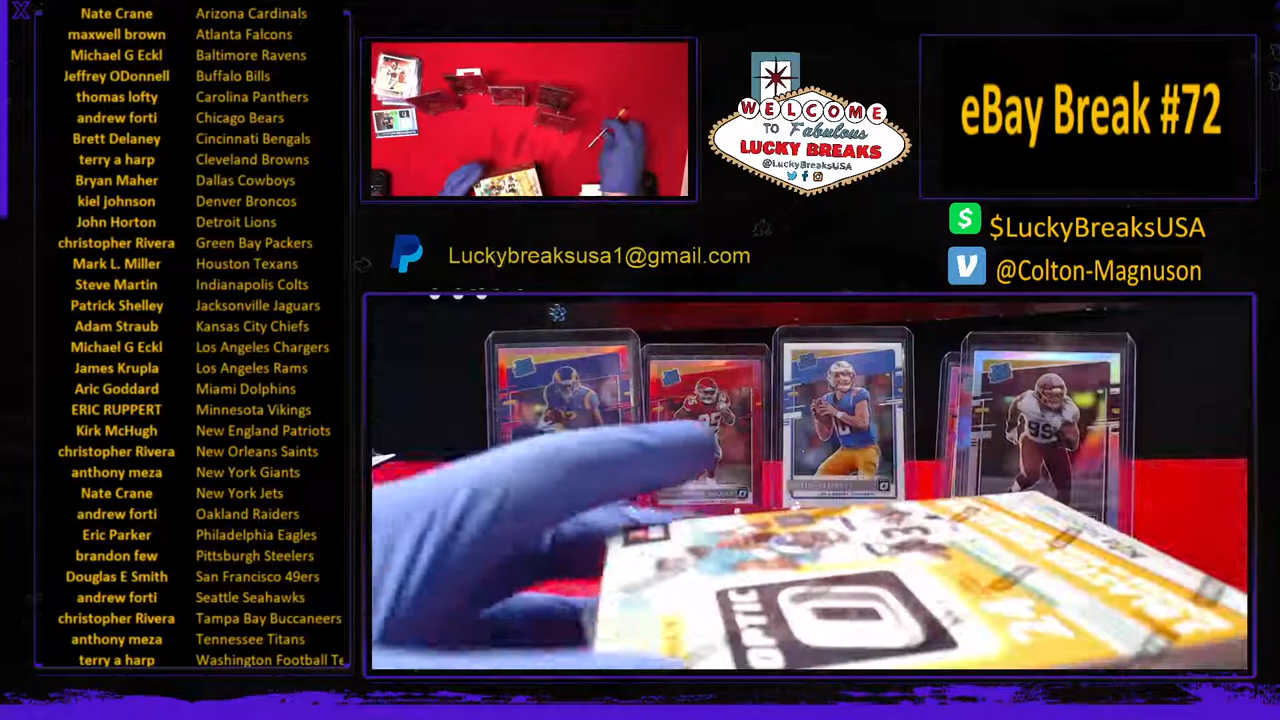 Nate Crane Arizona Cardinals
maxwell brown Atlanta Falcons
Michael G Eckl Baltimore Ravens
Jeffrey ODonnell Buffalo Bills
thomas lofty Carolina Panthers
andrew forti Chicago Bears
Brett Delaney Cincinnati Bengals
terry a harp Cleveland Browns
Bryan Maher Dallas Cowboys
kiel johnson Denver Broncos
John Horton Detroit Lions
christopher Rivera Green Bay Packers
Mark L. Miller Houston Texans
Steve Martin Indianapolis Colts
Patrick Shelley Jacksonville Jaguars
Adam Straub Kansas City Chiefs
Michael G Eckl Los Angeles Chargers
James Krupla Los Angeles Rams
Aric Goddard Miami Dolphins
ERIC RUPPERT Minnesota Vikings
Kirk McHugh New England Patriots
christopher Rivera New Orleans Saints
anthony meza New York Giants
Nate Crane New York Jets
andrew forti Oakland Raiders
Eric Parker Philadelphia Eagles
brandon few Pittsburgh Steelers
Douglas E Smith San Francisco 49ers
andrew forti Seattle Seahawks
christopher Rivera Tampa Bay Buccaneers
anthony meza Tennessee Titans
terry a harp Washington Football Te
WELCOME
TO Fabulous
LUCKY BREAKS
@LuckyBreaksUSA
eBay Break #72
$LuckyBreaksUSA
@Colton-Magnuson
Luckybreaksusa1@gmail.com
OPTIC
24
99